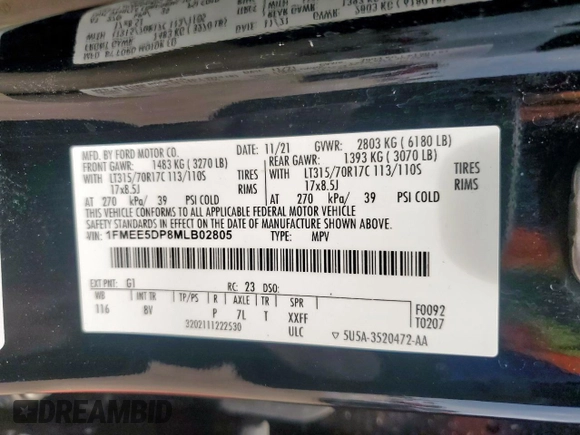 MFD. BY FORD MOTOR CO.
11/21
GVWR: 2803 KG ( 6180 LB)
FRONT GAWR: 1483 KG ( 3270 LB)
REAR GAWR: 1393 KG ( 3070 LB)
WITH LT315/70R17C 113/110S TIRES
WITH LT315/70R17C 113/110S TIRES
17x8.5J RIMS
17x8.5J RIMS
AT 270 kPa/ 39 PSI COLD
AT 270 kPa/ 39 PSI COLD
THIS VEHICLE CONFORMS TO ALL APPLICABLE FEDERAL MOTOR VEHICLE
SAFETY STANDARDS IN EFFECT ON THE DATE OF MANUFACTURE SHOWN ABOVE.
VIN: 1FMEE5DP8MLB02805
TYPE: MPV
EXT PNT: G1 RC: 23 DSO:
WB INT TR TP/PS R AXLE TR SPR
116 BV P 7L T XXFF
ULC
F0092
T0207
3202111222530
▽ 5U5A-3520472-AA
DREAMBID